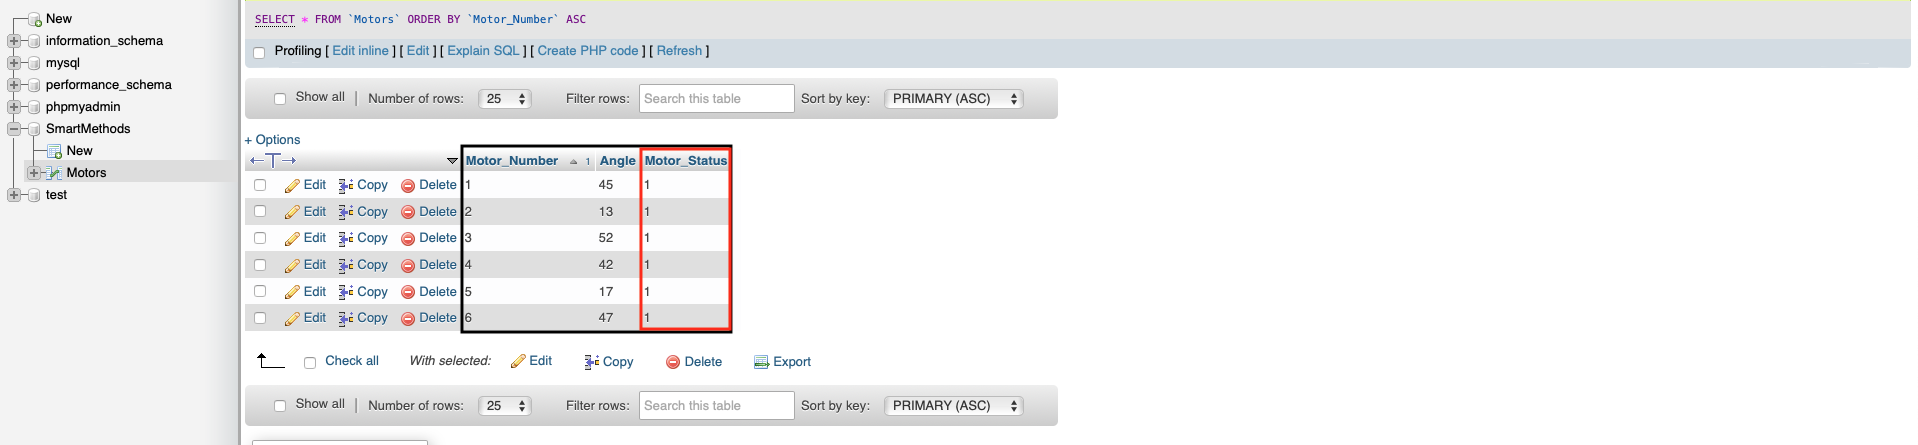 New
information_schema
mysql
performance_schema
phpmyadmin
SmartMethods
New
Motors
test
SELECT * FROM `Motors` ORDER BY `Motor_Number` ASC
Profiling [ Edit inline ] [ Edit ] [ Explain SQL ] [ Create PHP code ] [ Refresh ]
Show all | Number of rows: 25 Filter rows: Search this table Sort by key: PRIMARY (ASC)
+ Options
←T→ Motor_Number 1 Angle Motor_Status
Edit Copy Delete 1 45 1
Edit Copy Delete 2 13 1
Edit Copy Delete 3 52 1
Edit Copy Delete 4 42 1
Edit Copy Delete 5 17 1
Edit Copy Delete 6 47 1
Check all With selected: Edit Copy Delete Export
Show all | Number of rows: 25 Filter rows: Search this table Sort by key: PRIMARY (ASC)